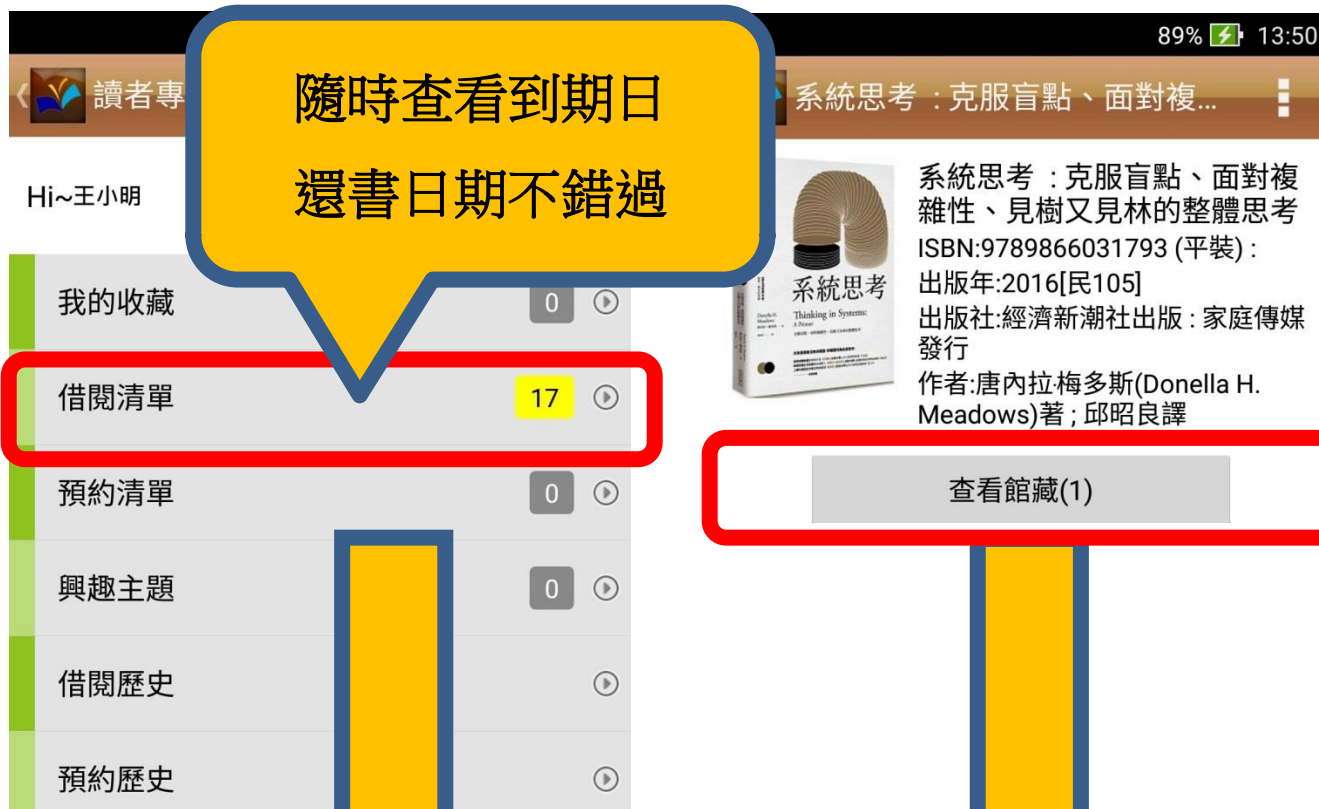 89% 13:50
讀者專
隨時查看到期日
還書日期不錯過
Hi~王小明
我的收藏 0
借閱清單 17
預約清單 0
興趣主題 0
借閱歷史
預約歷史
系統思考 : 克服盲點、面對複...
系統思考
Thinking in Systems:
A Primer
Donella H.
Meadows
系統思考 : 克服盲點、面對複
雜性、見樹又見林的整體思考
ISBN:9789866031793 (平裝) :
出版年:2016[民105]
出版社:經濟新潮社出版 : 家庭傳媒
發行
作者:唐內拉·梅多斯(Donella H.
Meadows)著 ; 邱昭良譯
查看館藏(1)